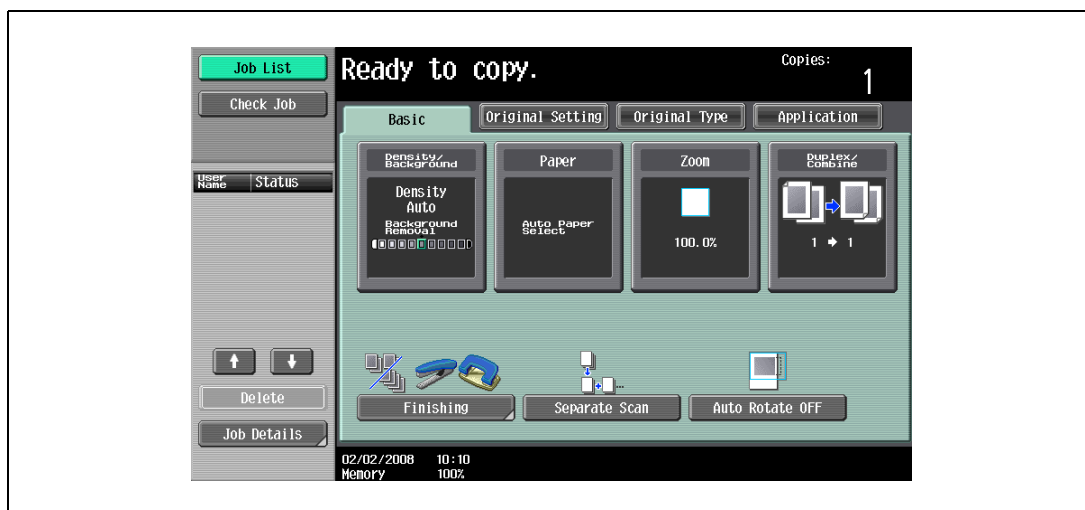 Job List
Check Job
User Name
Status
Delete
Job Details
Ready to copy.
Copies:
1
Basic
Original Setting
Original Type
Application
Density/
Background
Density
Auto
Background
Removal
Paper
Auto Paper
Select
Zoom
100.0%
Duplex/
Combine
1 → 1
Finishing
Separate Scan
Auto Rotate OFF
02/02/2008 10:10
Memory 100%